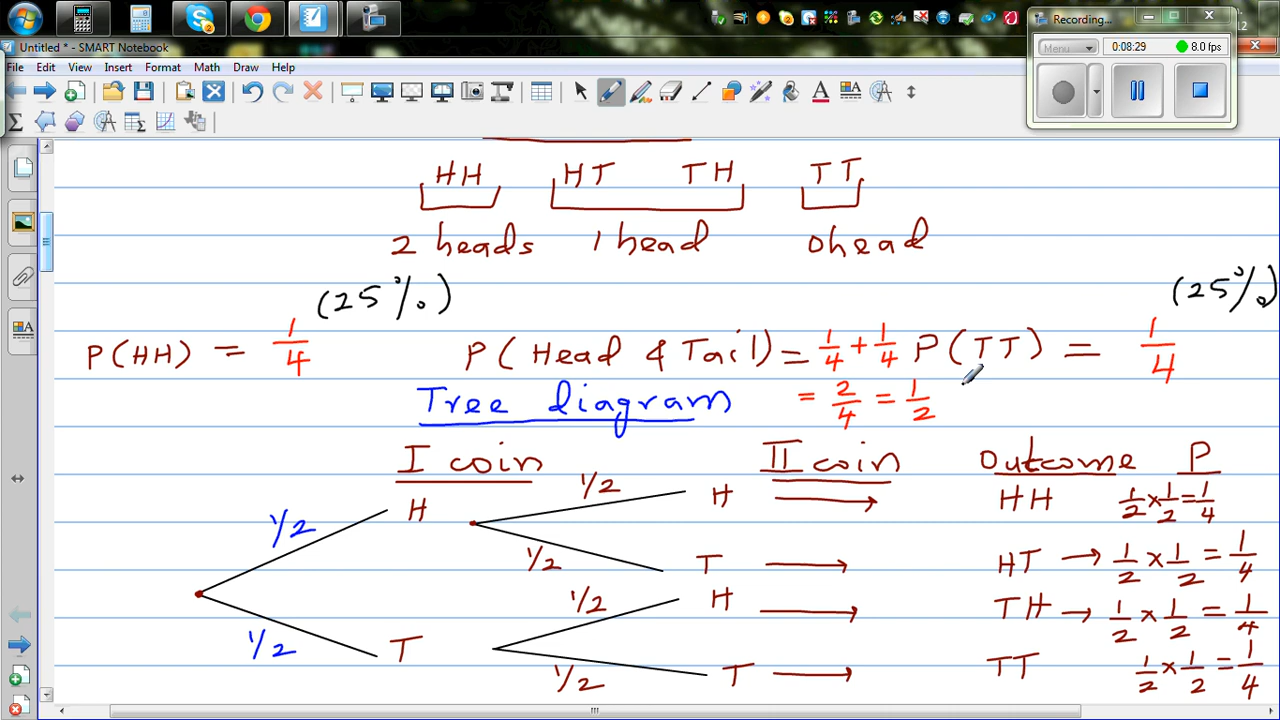 Recording...
Untitled * - SMART Notebook
Menu 0:08:29 8.0 fps
File Edit View Insert Format Math Draw Help
HH HT TH TT
2 heads 1 head 0head
(25%) (25%)
P(HH) = 1/4 P(Head & Tail) = 1/4 + 1/4 P(TT) = 1/4
Tree diagram = 2/4 = 1/2
I coin II coin Outcome P
1/2 H 1/2 H HH 1/2 × 1/2 = 1/4
1/2 T HT → 1/2 × 1/2 = 1/4
1/2 H TH → 1/2 × 1/2 = 1/4
1/2 T 1/2 T TT 1/2 × 1/2 = 1/4